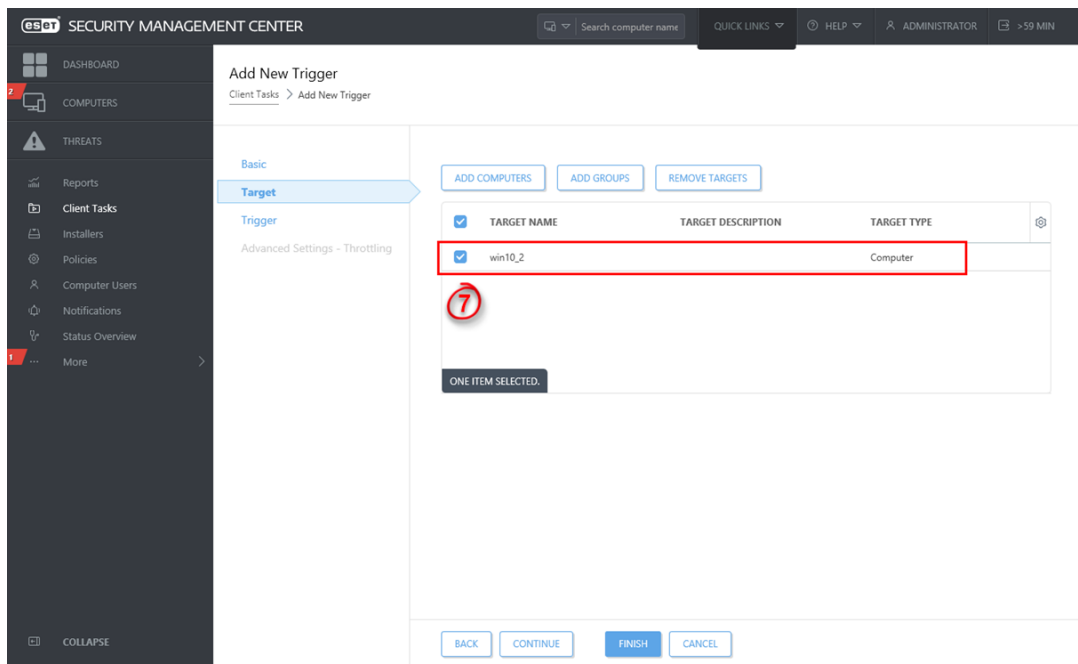 eset SECURITY MANAGEMENT CENTER
Search computer name
QUICK LINKS
HELP
ADMINISTRATOR
>59 MIN
DASHBOARD
2
COMPUTERS
THREATS
Reports
Client Tasks
Installers
Policies
Computer Users
Notifications
Status Overview
1
... More
COLLAPSE
Add New Trigger
Client Tasks > Add New Trigger
Basic
Target
Trigger
Advanced Settings - Throttling
ADD COMPUTERS ADD GROUPS REMOVE TARGETS
TARGET NAME TARGET DESCRIPTION TARGET TYPE
win10_2 Computer
7
ONE ITEM SELECTED.
BACK CONTINUE FINISH CANCEL